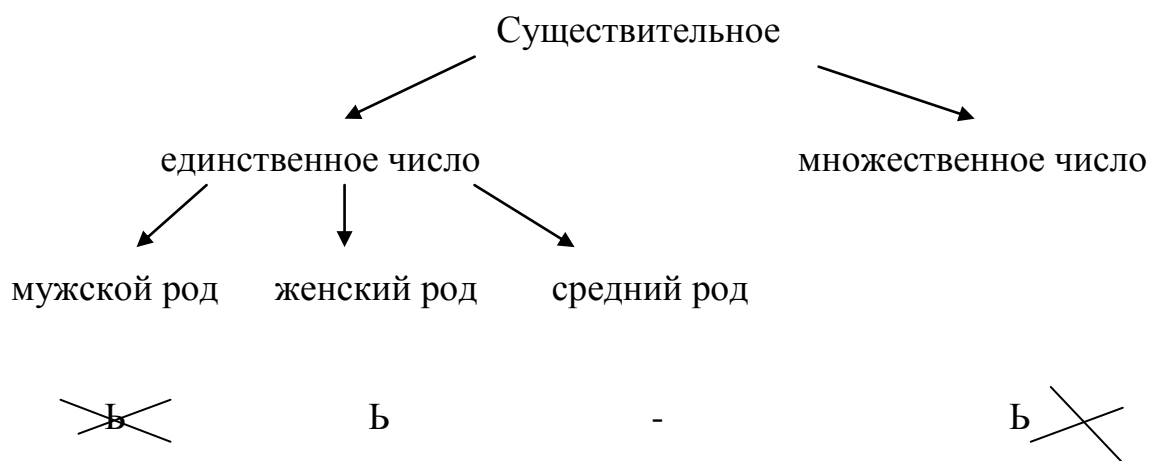 Существительное
единственное число множественное число
мужской род женский род средний род
Ь Ь - Ь